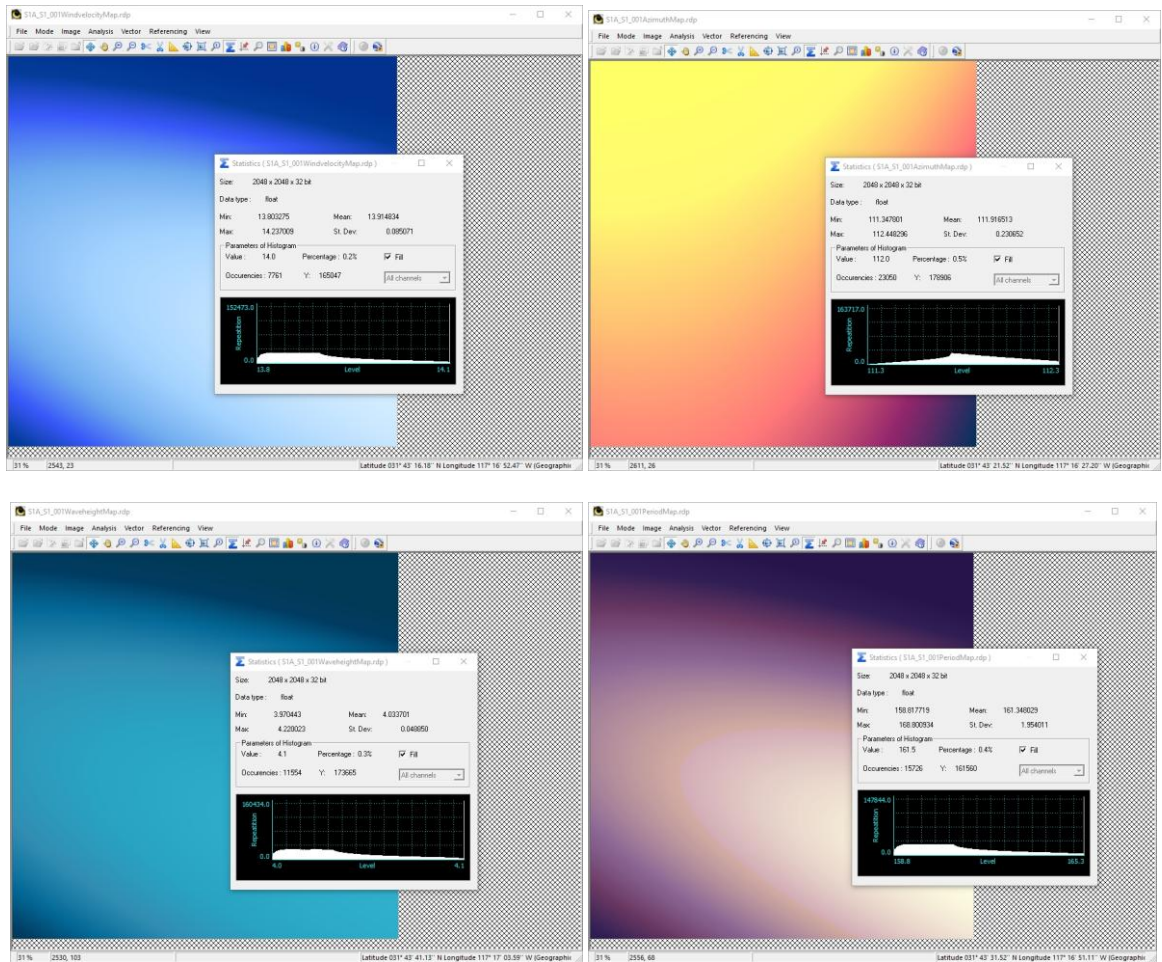 S1A_S1_001WindvelocityMap.rdp
File Mode Image Analysis Vector Referencing View
Statistics ( S1A_S1_001WindvelocityMap.rdp )
Size: 2048 x 2048 x 32 bit
Data type : float
Min: 13.803275 Mean: 13.914834
Max: 14.237009 St. Dev: 0.085071
Parameters of Histogram
Value : 14.0 Percentage : 0.2% Fill
Occurencies : 7761 Y: 165047 All channels
152473.0
Repeatition
0.0
13.8 Level 14.1
31 % 2543, 23 Latitude 031° 43' 16.18'' N Longitude 117° 16' 52.47'' W (Geographic
S1A_S1_001AzimuthMap.rdp
File Mode Image Analysis Vector Referencing View
Statistics ( S1A_S1_001AzimuthMap.rdp )
Size: 2048 x 2048 x 32 bit
Data type : float
Min: 111.347801 Mean: 111.916513
Max: 112.448296 St. Dev: 0.230652
Parameters of Histogram
Value : 112.0 Percentage : 0.5% Fill
Occurencies : 23050 Y: 178906 All channels
163717.0
Repeatition
0.0
111.3 Level 112.3
31 % 2611, 26 Latitude 031° 43' 21.52'' N Longitude 117° 16' 27.20'' W (Geographic
S1A_S1_001WaveheightMap.rdp
File Mode Image Analysis Vector Referencing View
Statistics ( S1A_S1_001WaveheightMap.rdp )
Size: 2048 x 2048 x 32 bit
Data type : float
Min: 3.970443 Mean: 4.033701
Max: 4.220023 St. Dev: 0.048850
Parameters of Histogram
Value : 4.1 Percentage : 0.3% Fill
Occurencies : 11554 Y: 173665 All channels
160434.0
Repeatition
0.0
4.0 Level 4.1
31 % 2530, 103 Latitude 031° 43' 41.13'' N Longitude 117° 17' 03.59'' W (Geographic
S1A_S1_001PeriodMap.rdp
File Mode Image Analysis Vector Referencing View
Statistics ( S1A_S1_001PeriodMap.rdp )
Size: 2048 x 2048 x 32 bit
Data type : float
Min: 158.817719 Mean: 161.348029
Max: 168.800934 St. Dev: 1.954011
Parameters of Histogram
Value : 161.5 Percentage : 0.4% Fill
Occurencies : 15726 Y: 161560 All channels
147844.0
Repeatition
0.0
158.8 Level 165.3
31 % 2556, 68 Latitude 031° 43' 31.52'' N Longitude 117° 16' 51.11'' W (Geographic